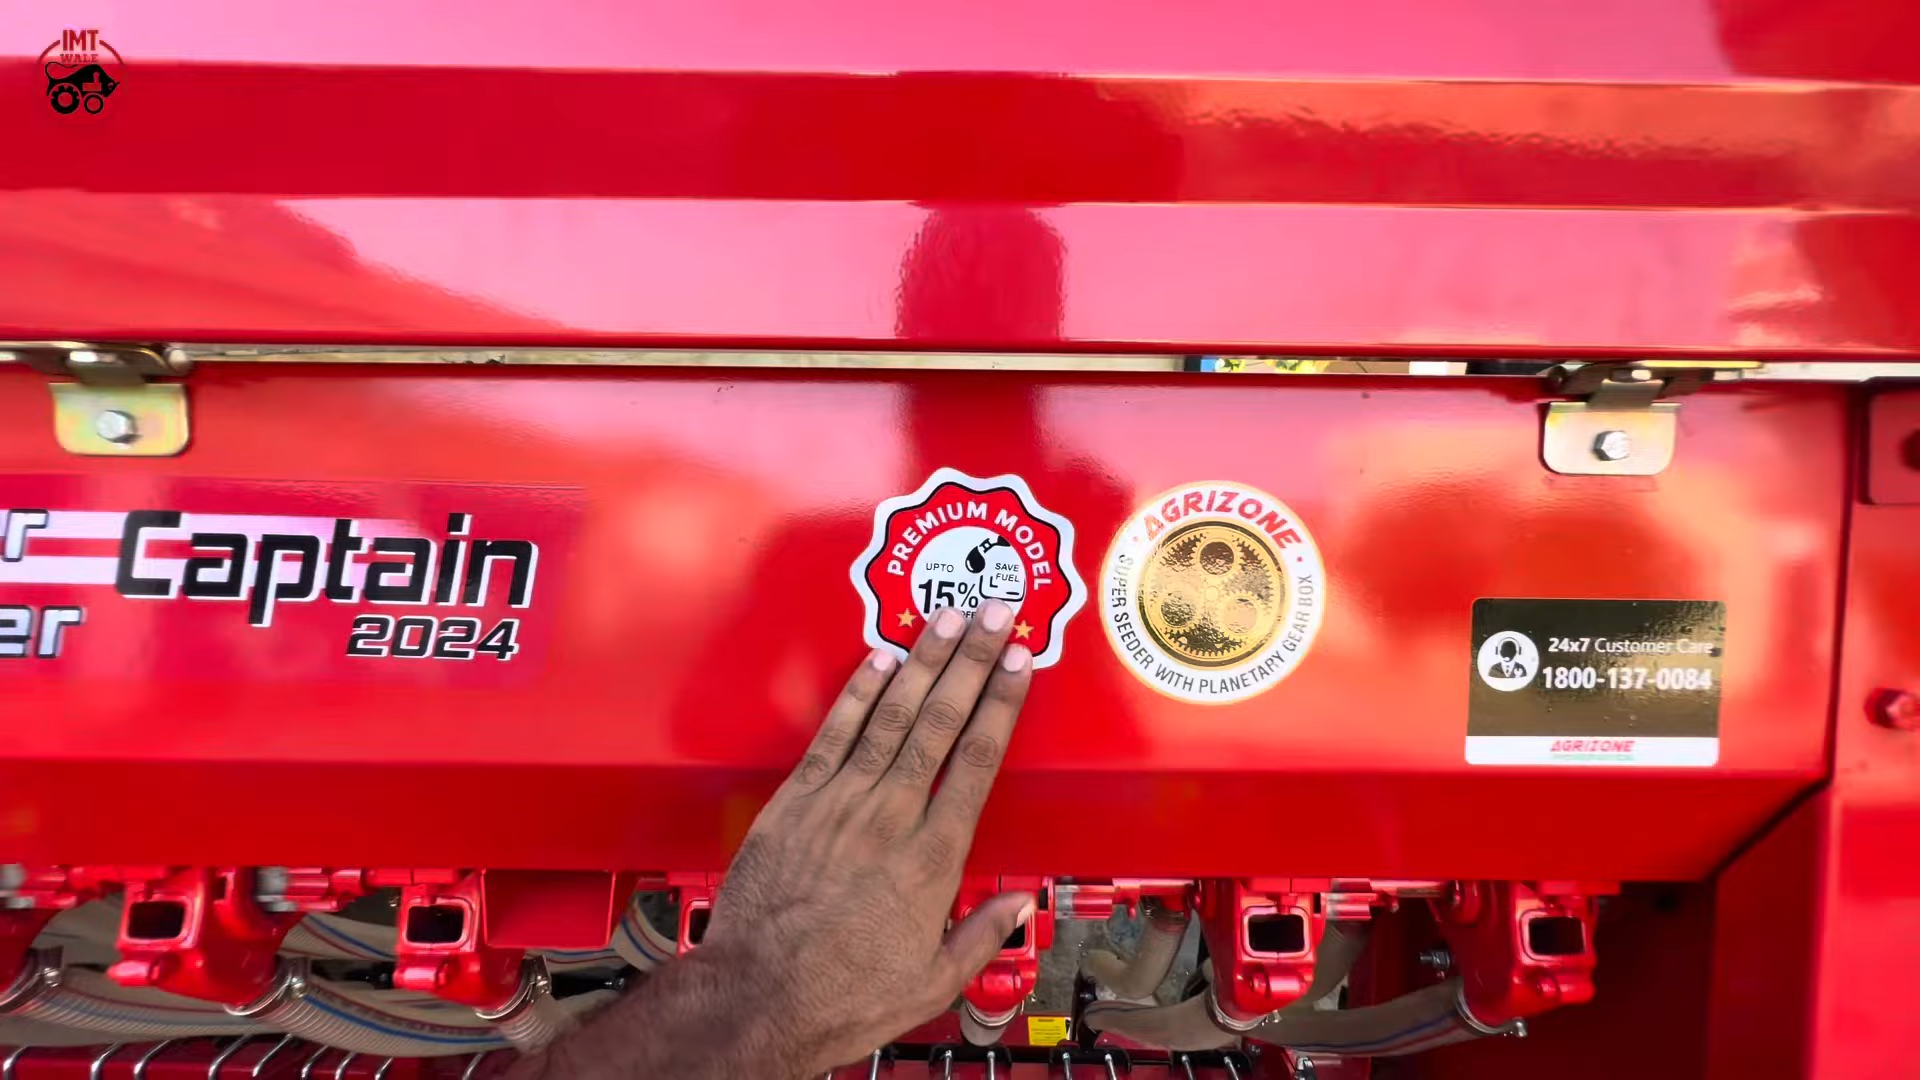 IMT
WALE
Captain
2024
PREMIUM MODEL
UPTO
15%
SAVE
FUEL
AGRIZONE
SUPER SEEDER WITH PLANETARY GEAR BOX
24x7 Customer Care
1800-137-0084
AGRIZONE